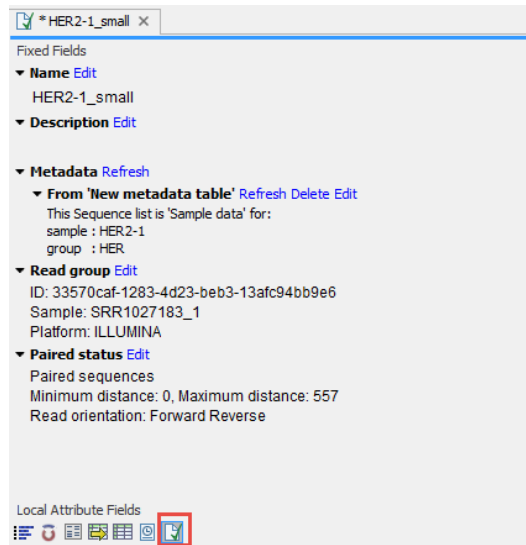 * HER2-1_small
Fixed Fields
Name Edit
HER2-1_small
Description Edit
Metadata Refresh
From 'New metadata table' Refresh Delete Edit
This Sequence list is 'Sample data' for:
sample : HER2-1
group : HER
Read group Edit
ID: 33570caf-1283-4d23-beb3-13afc94bb9e6
Sample: SRR1027183_1
Platform: ILLUMINA
Paired status Edit
Paired sequences
Minimum distance: 0, Maximum distance: 557
Read orientation: Forward Reverse
Local Attribute Fields